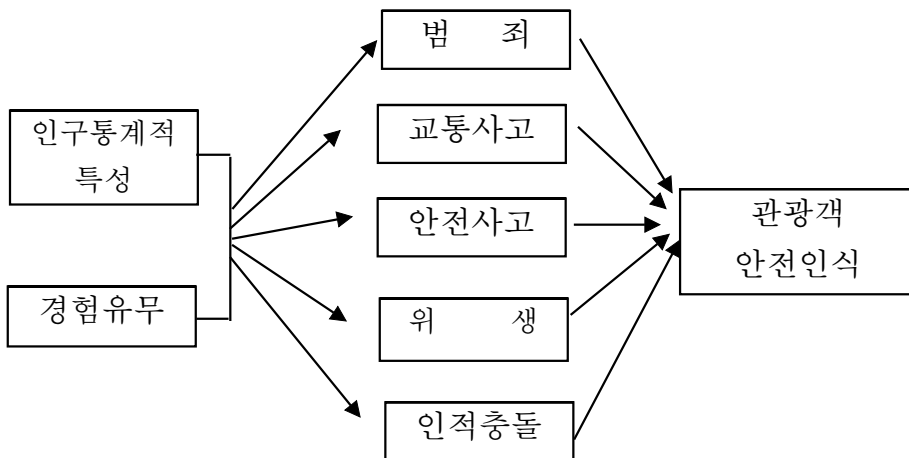 인구통계적
특성
경험유무
범 죄
교통사고
안전사고
위 생
인적충돌
관광객
안전인식